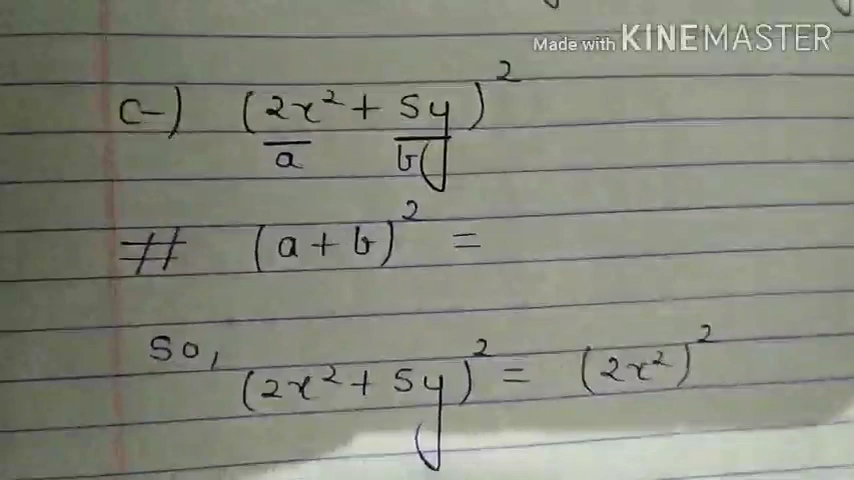 Made with KINEMASTER
c-) (2x² + 5y)²
a b
# (a + b)² =
So,
(2x² + 5y)² = (2x²)²